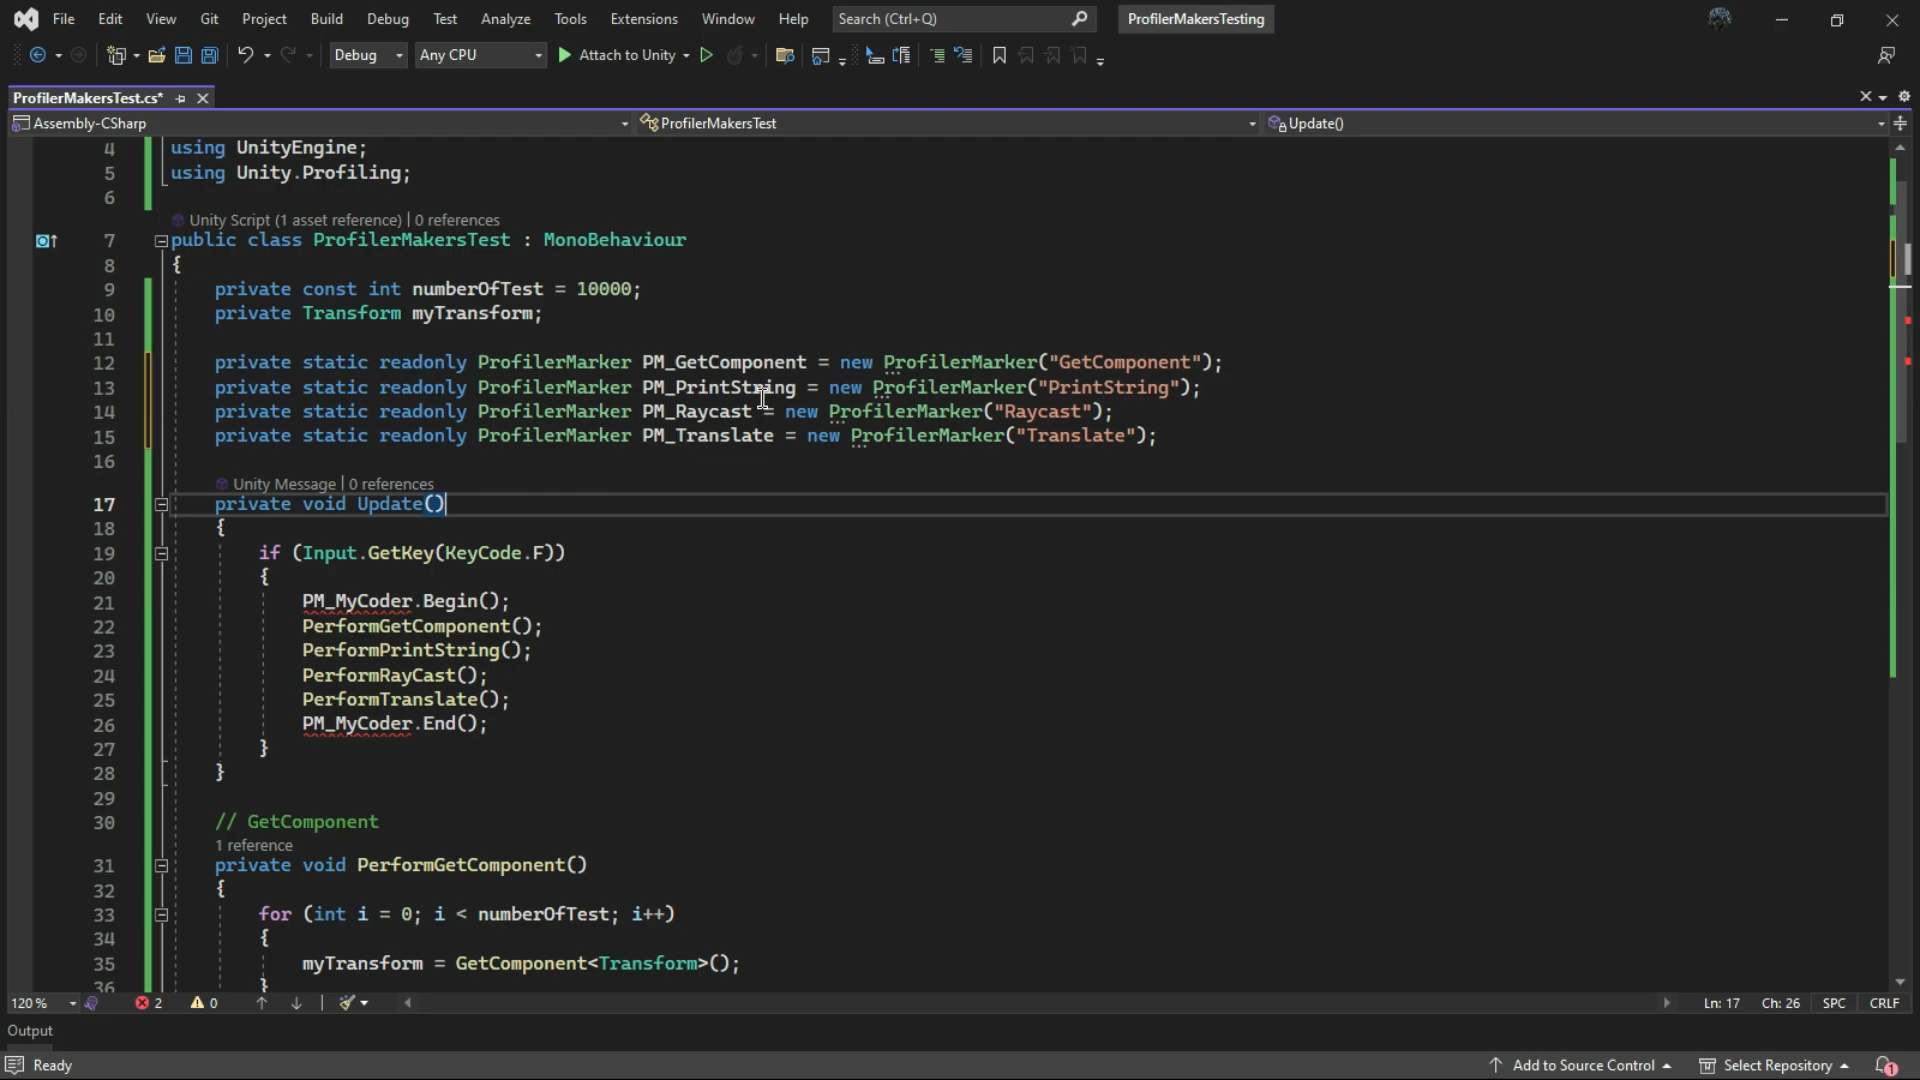 File Edit View Git Project Build Debug Test Analyze Tools Extensions Window Help Search (Ctrl+Q) ProfilerMakersTesting
Debug Any CPU Attach to Unity
ProfilerMakersTest.cs*
Assembly-CSharp ProfilerMakersTest Update()
4 using UnityEngine;
5 using Unity.Profiling;
6
Unity Script (1 asset reference) | 0 references
7 public class ProfilerMakersTest : MonoBehaviour
8 {
9 private const int numberOfTest = 10000;
10 private Transform myTransform;
11
12 private static readonly ProfilerMarker PM_GetComponent = new ProfilerMarker("GetComponent");
13 private static readonly ProfilerMarker PM_PrintString = new ProfilerMarker("PrintString");
14 private static readonly ProfilerMarker PM_Raycast = new ProfilerMarker("Raycast");
15 private static readonly ProfilerMarker PM_Translate = new ProfilerMarker("Translate");
16
Unity Message | 0 references
17 private void Update()
18 {
19 if (Input.GetKey(KeyCode.F))
20 {
21 PM_MyCoder.Begin();
22 PerformGetComponent();
23 PerformPrintString();
24 PerformRayCast();
25 PerformTranslate();
26 PM_MyCoder.End();
27 }
28 }
29
30 // GetComponent
1 reference
31 private void PerformGetComponent()
32 {
33 for (int i = 0; i < numberOfTest; i++)
34 {
35 myTransform = GetComponent<Transform>();
36 }
120 % 2 0 Ln: 17 Ch: 26 SPC CRLF
Output
Ready Add to Source Control Select Repository 1